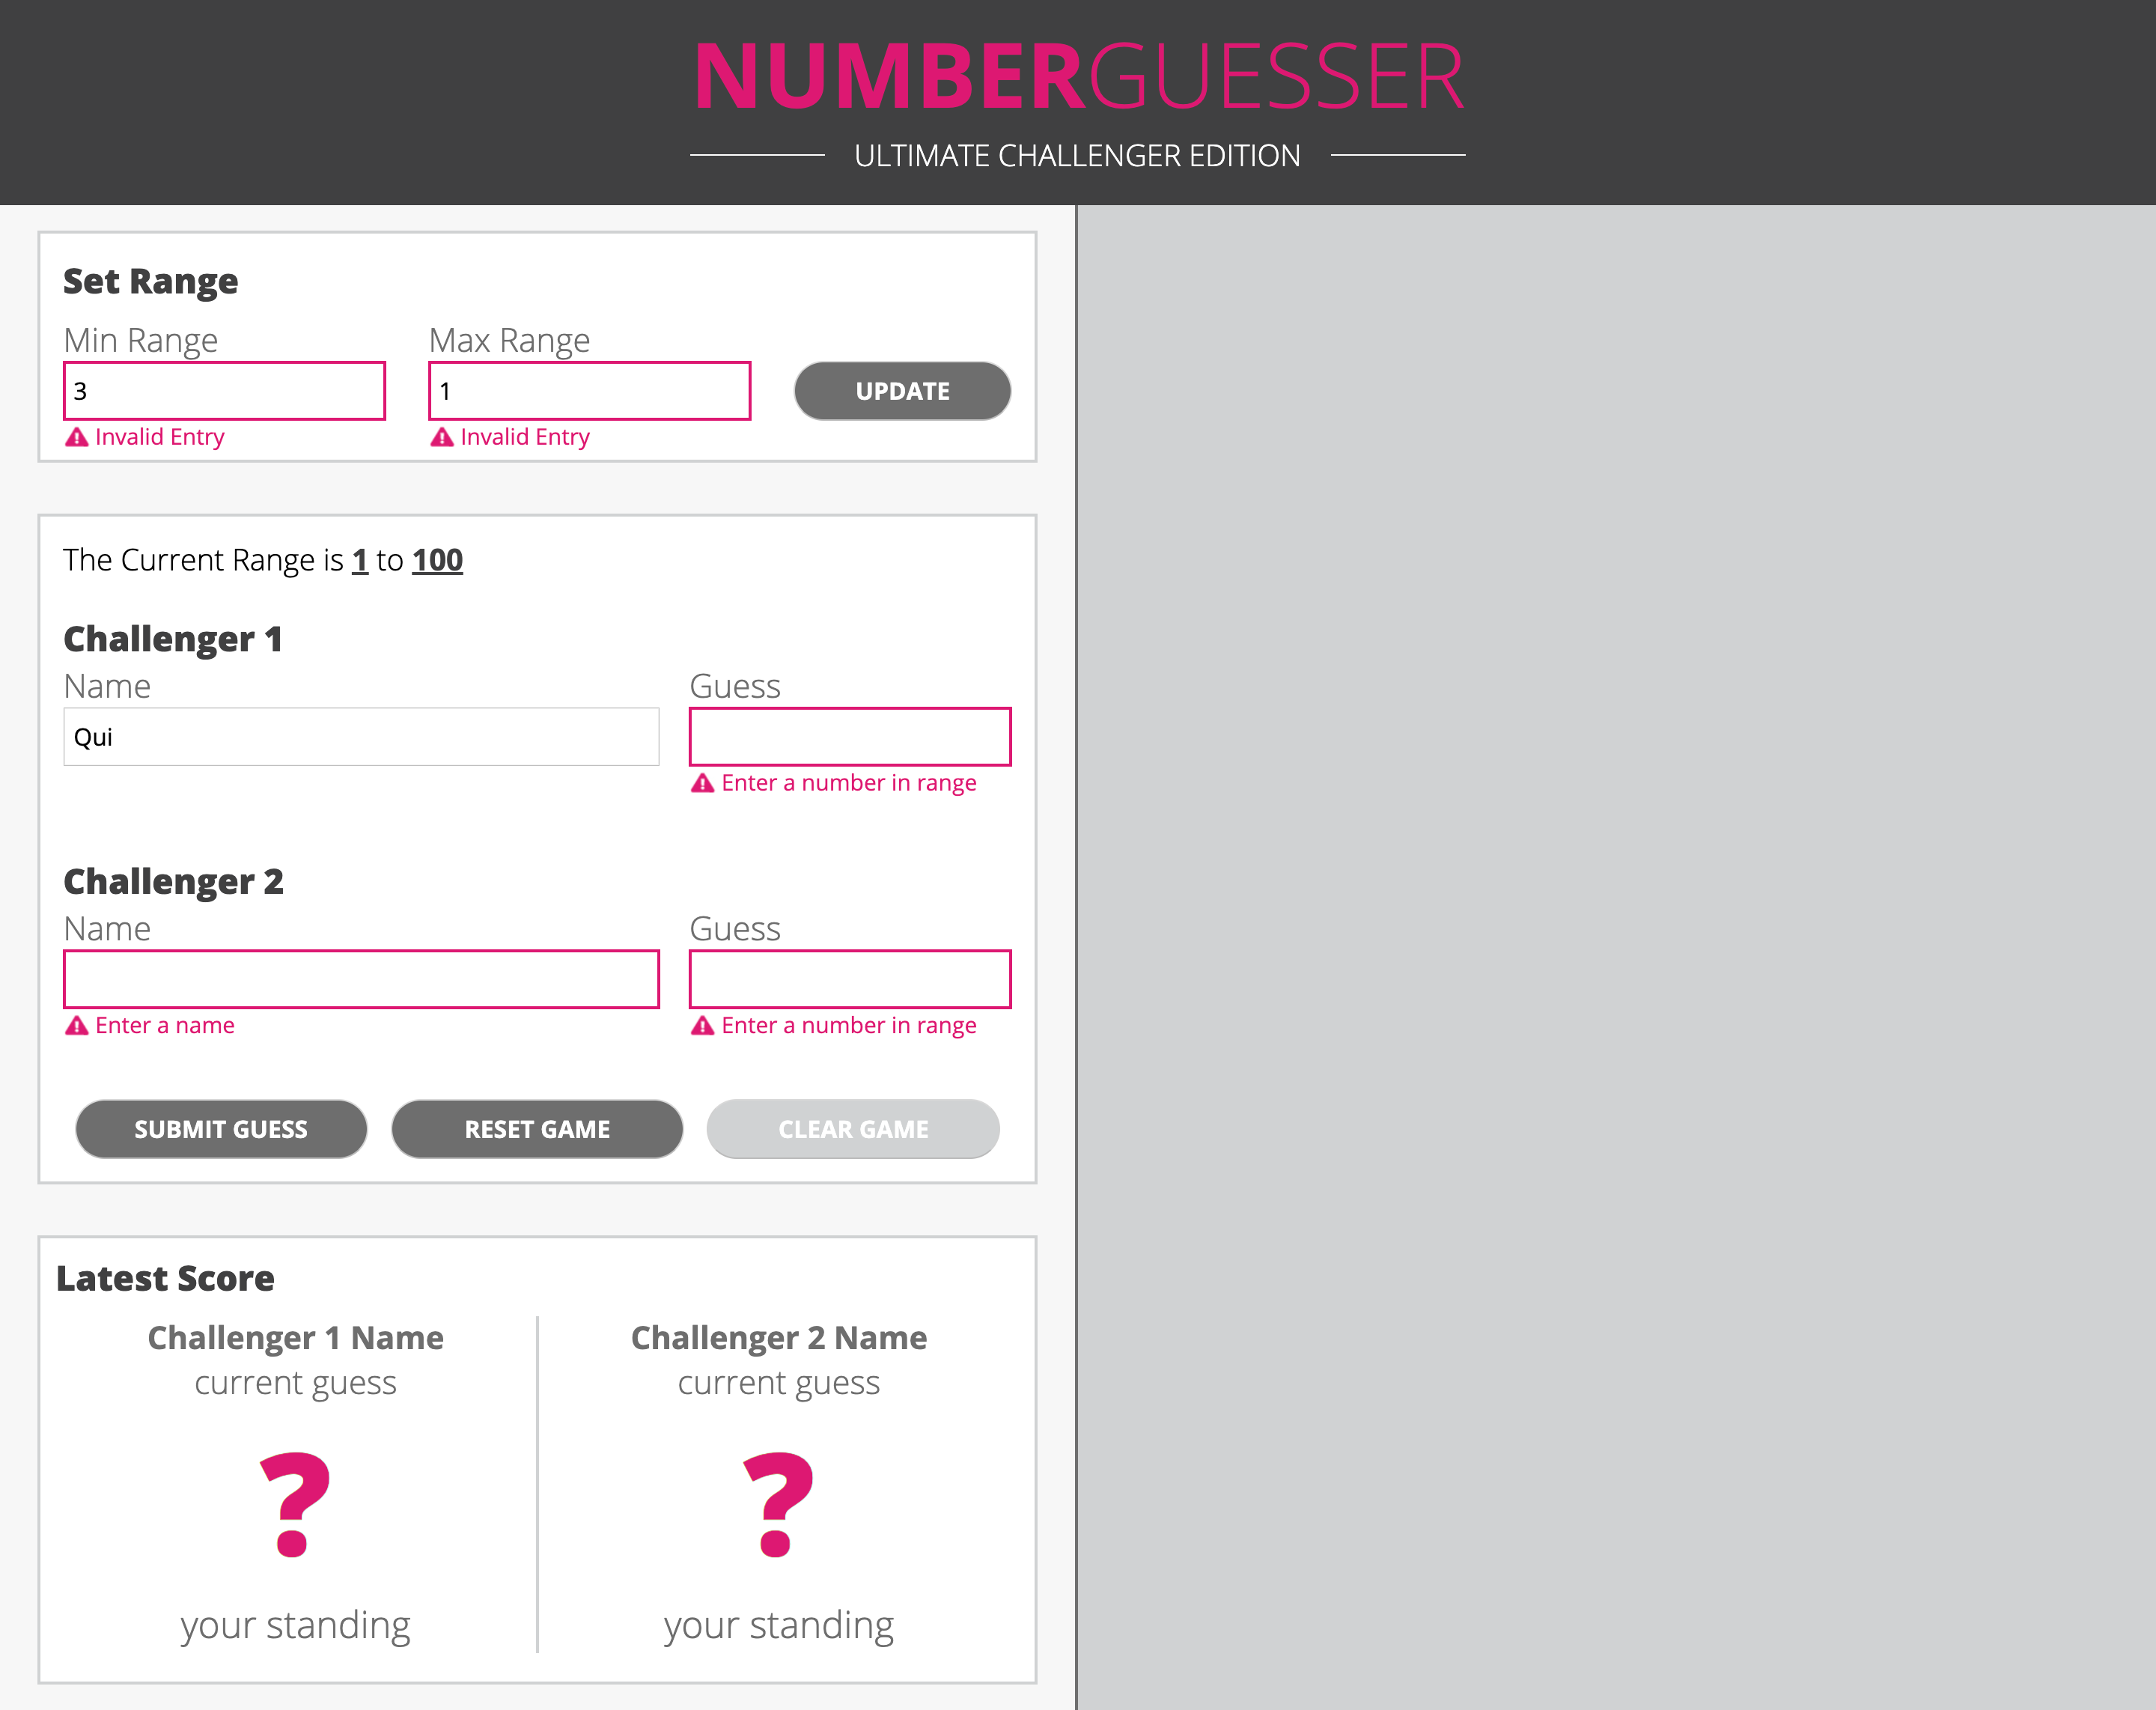 NUMBERGUESSER
ULTIMATE CHALLENGER EDITION
Set Range
Min Range
Max Range
3
1
UPDATE
Invalid Entry
Invalid Entry
The Current Range is 1 to 100
Challenger 1
Name
Guess
Qui
Enter a number in range
Challenger 2
Name
Guess
Enter a name
Enter a number in range
SUBMIT GUESS
RESET GAME
CLEAR GAME
Latest Score
Challenger 1 Name
current guess
?
your standing
Challenger 2 Name
current guess
?
your standing